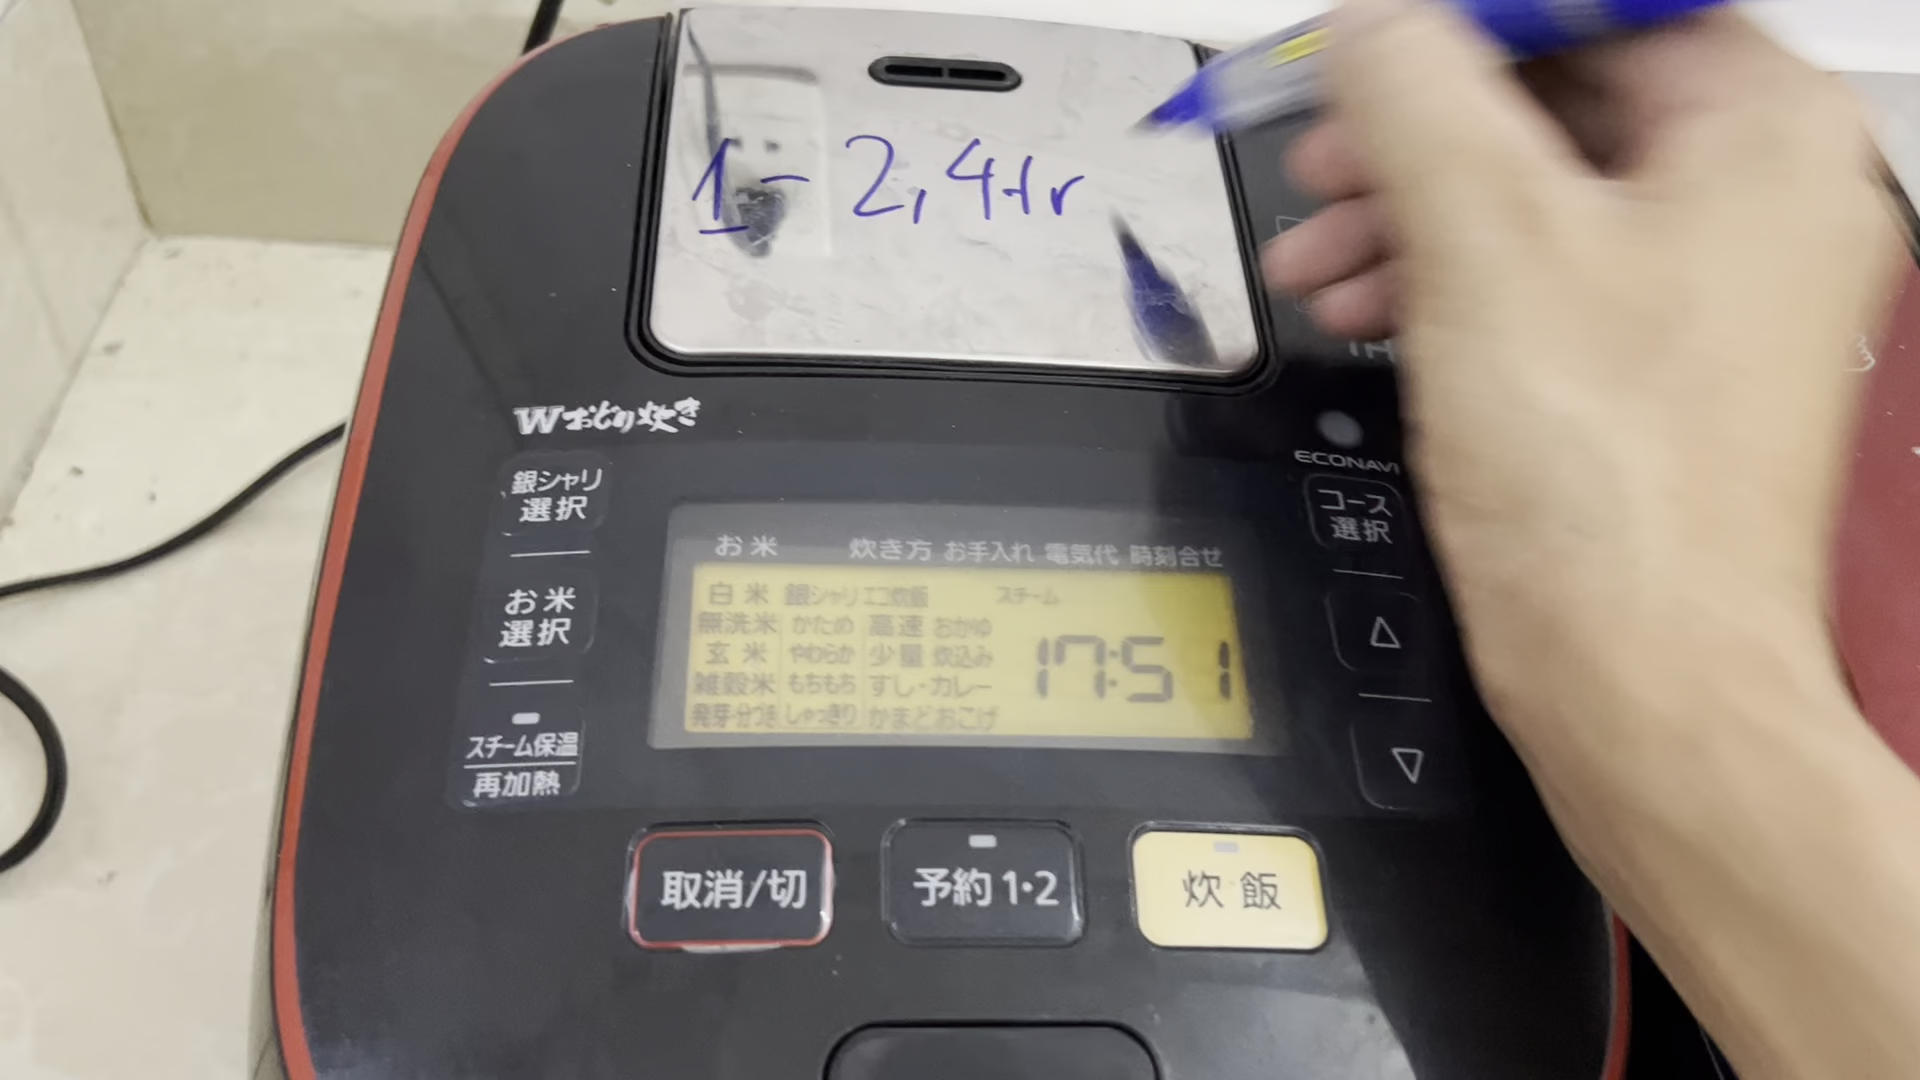 1 - 2,4tr
Wおどり炊き
ECONAVI
銀シャリ
選択
コース
選択
お米
選択
お米 炊き方 お手入れ 電気代 時刻合せ
白米 銀シャリ エコ炊飯 スチーム
無洗米 かため 高速 おかゆ
玄米 やわらか 少量 炊込み
雑穀米 もちもち すし・カレー
発芽・分づき しゃっきり かまどおこげ
17:51
△
▽
スチーム保温
再加熱
取消/切
予約 1・2
炊飯